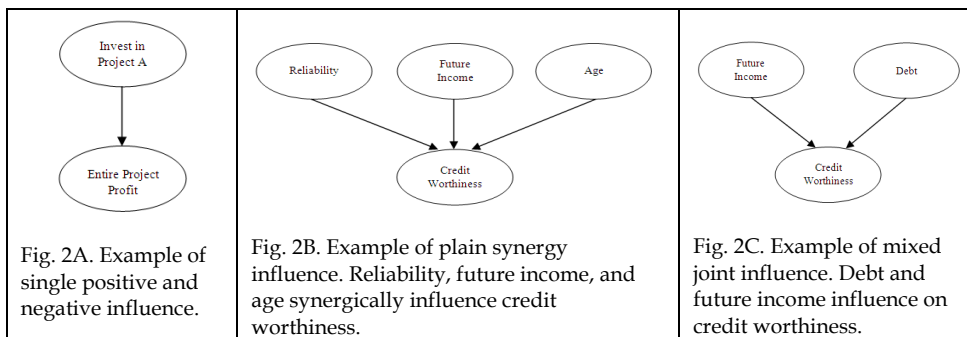 Invest in
Project A
Entire Project
Profit
Fig. 2A. Example of
single positive and
negative influence.
Reliability
Future
Income
Age
Credit
Worthiness
Fig. 2B. Example of plain synergy
influence. Reliability, future income, and
age synergically influence credit
worthiness.
Future
Income
Debt
Credit
Worthiness
Fig. 2C. Example of mixed
joint influence. Debt and
future income influence on
credit worthiness.